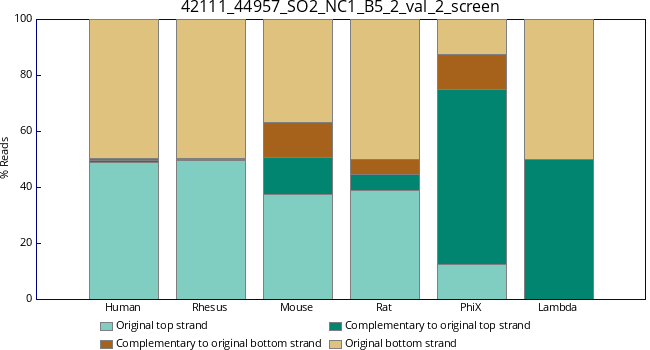 42111_44957_SO2_NC1_B5_2_val_2_screen
100
80
60
40
20
0
% Reads
Human Rhesus Mouse Rat PhiX Lambda
Original top strand Complementary to original top strand
Complementary to original bottom strand Original bottom strand